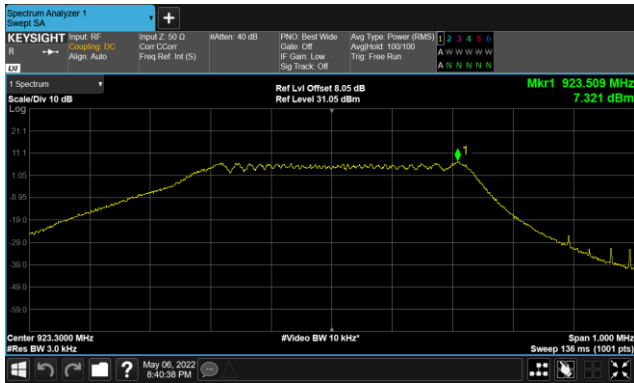 Spectrum Analyzer 1
Swept SA
+
KEYSIGHT Input: RF Input Z: 50 Ω #Atten: 40 dB PNO: Best Wide Avg Type: Power (RMS) 1 2 3 4 5 6
R Coupling: DC Corr CCorr Gate: Off Avg|Hold: 100/100 A W W W W W
Align: Auto Freq Ref: Int (S) IF Gain: Low Trig: Free Run
LXI Sig Track: Off A N N N N N
1 Spectrum Ref Lvl Offset 8.05 dB Mkr1 923.509 MHz
Scale/Div 10 dB Ref Level 31.05 dBm 7.321 dBm
Log
21.1
11.1
1
1.05
-8.95
-19.0
-29.0
-39.0
-49.0
-59.0
Center 923.3000 MHz #Video BW 10 kHz* Span 1.000 MHz
#Res BW 3.0 kHz Sweep 136 ms (1001 pts)
? May 06, 2022
8:40:38 PM